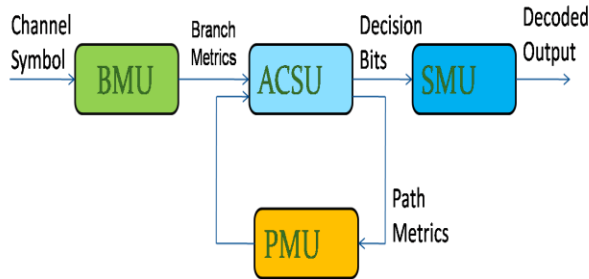 Channel
Symbol
BMU
Branch
Metrics
ACSU
Decision
Bits
SMU
Decoded
Output
PMU
Path
Metrics